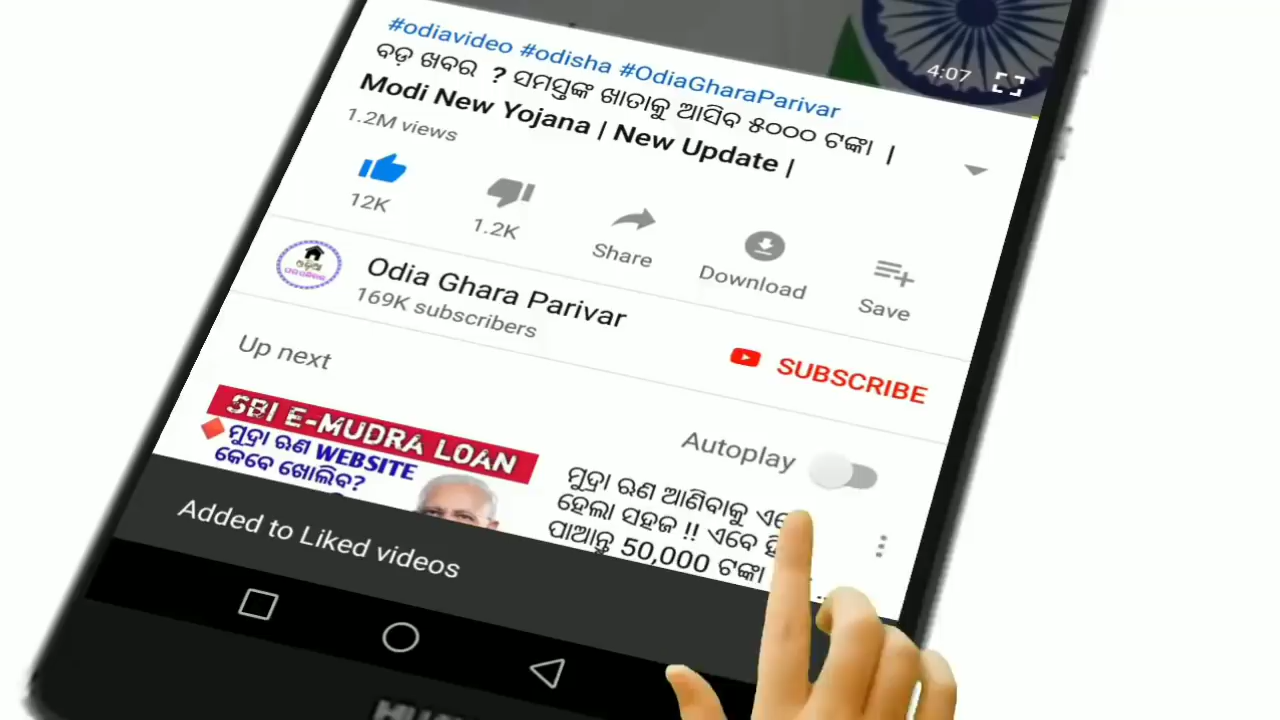 4:07
#odiavideo #odisha #OdiaGharaParivar
ବଡ଼ ଖବର ? ସମସ୍ତଙ୍କ ଖାତାକୁ ଆସିବ ୫୦୦୦ ଟଙ୍କା |
Modi New Yojana | New Update |
1.2M views
12K
1.2K
Share
Download
Save
Odia Ghara Parivar
169K subscribers
SUBSCRIBE
Up next
Autoplay
SBI E-MUDRA LOAN
ମୁଦ୍ରା ଋଣ WEBSITE
କେବେ ଖୋଲିବ?
ମୁଦ୍ରା ଋଣ ଆଣିବାକୁ
ହେଲା ସହଜ !! ଏବେ
ପାଆନ୍ତୁ 50,000 ଟଙ୍କା
Added to Liked videos